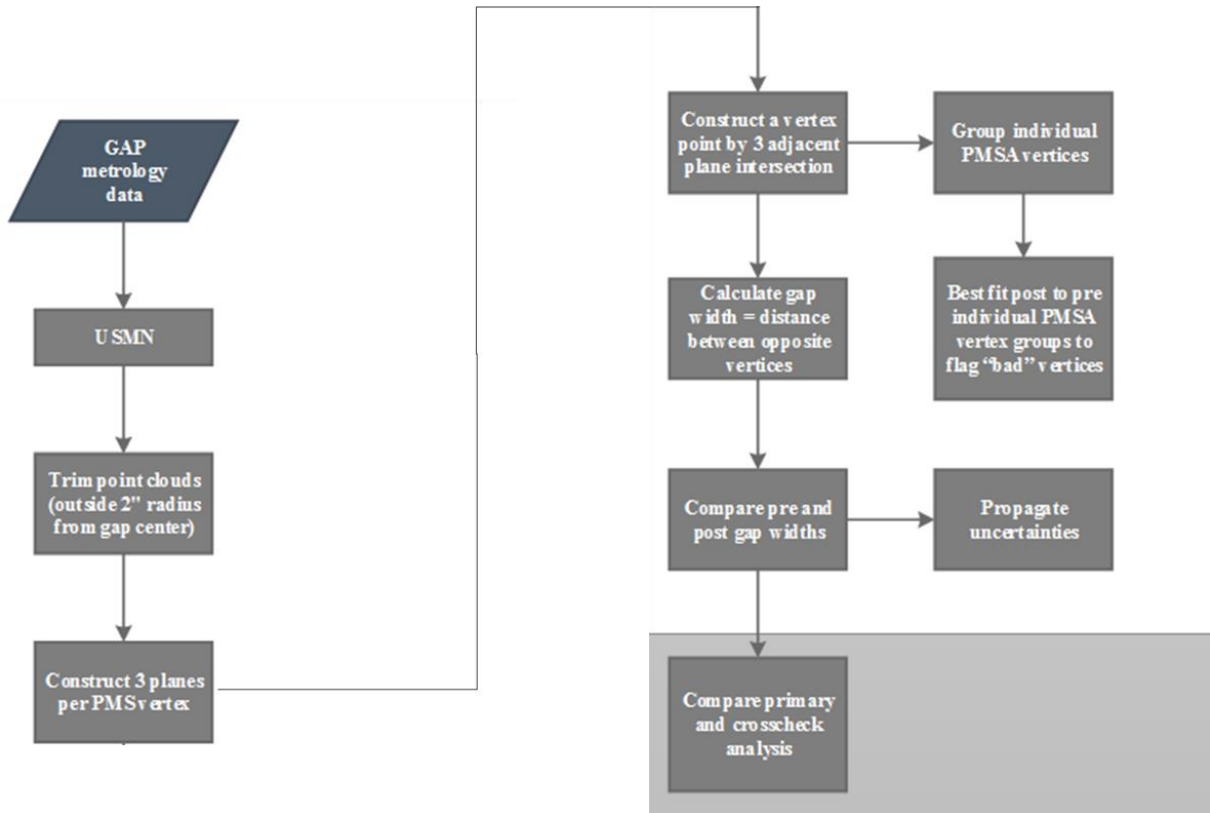 GAP
metrology
data
USMN
Trim point clouds
(outside 2" radius
from gap center)
Construct 3 planes
per PMS vertex
Construct a vertex
point by 3 adjacent
plane intersection
Group individual
PMSA vertices
Calculate gap
width = distance
between opposite
vertices
Best fit post to pre
individual PMSA
vertex groups to
flag “bad” vertices
Compare pre and
post gap widths
Propagate
uncertainties
Compare primary
and crosscheck
analysis